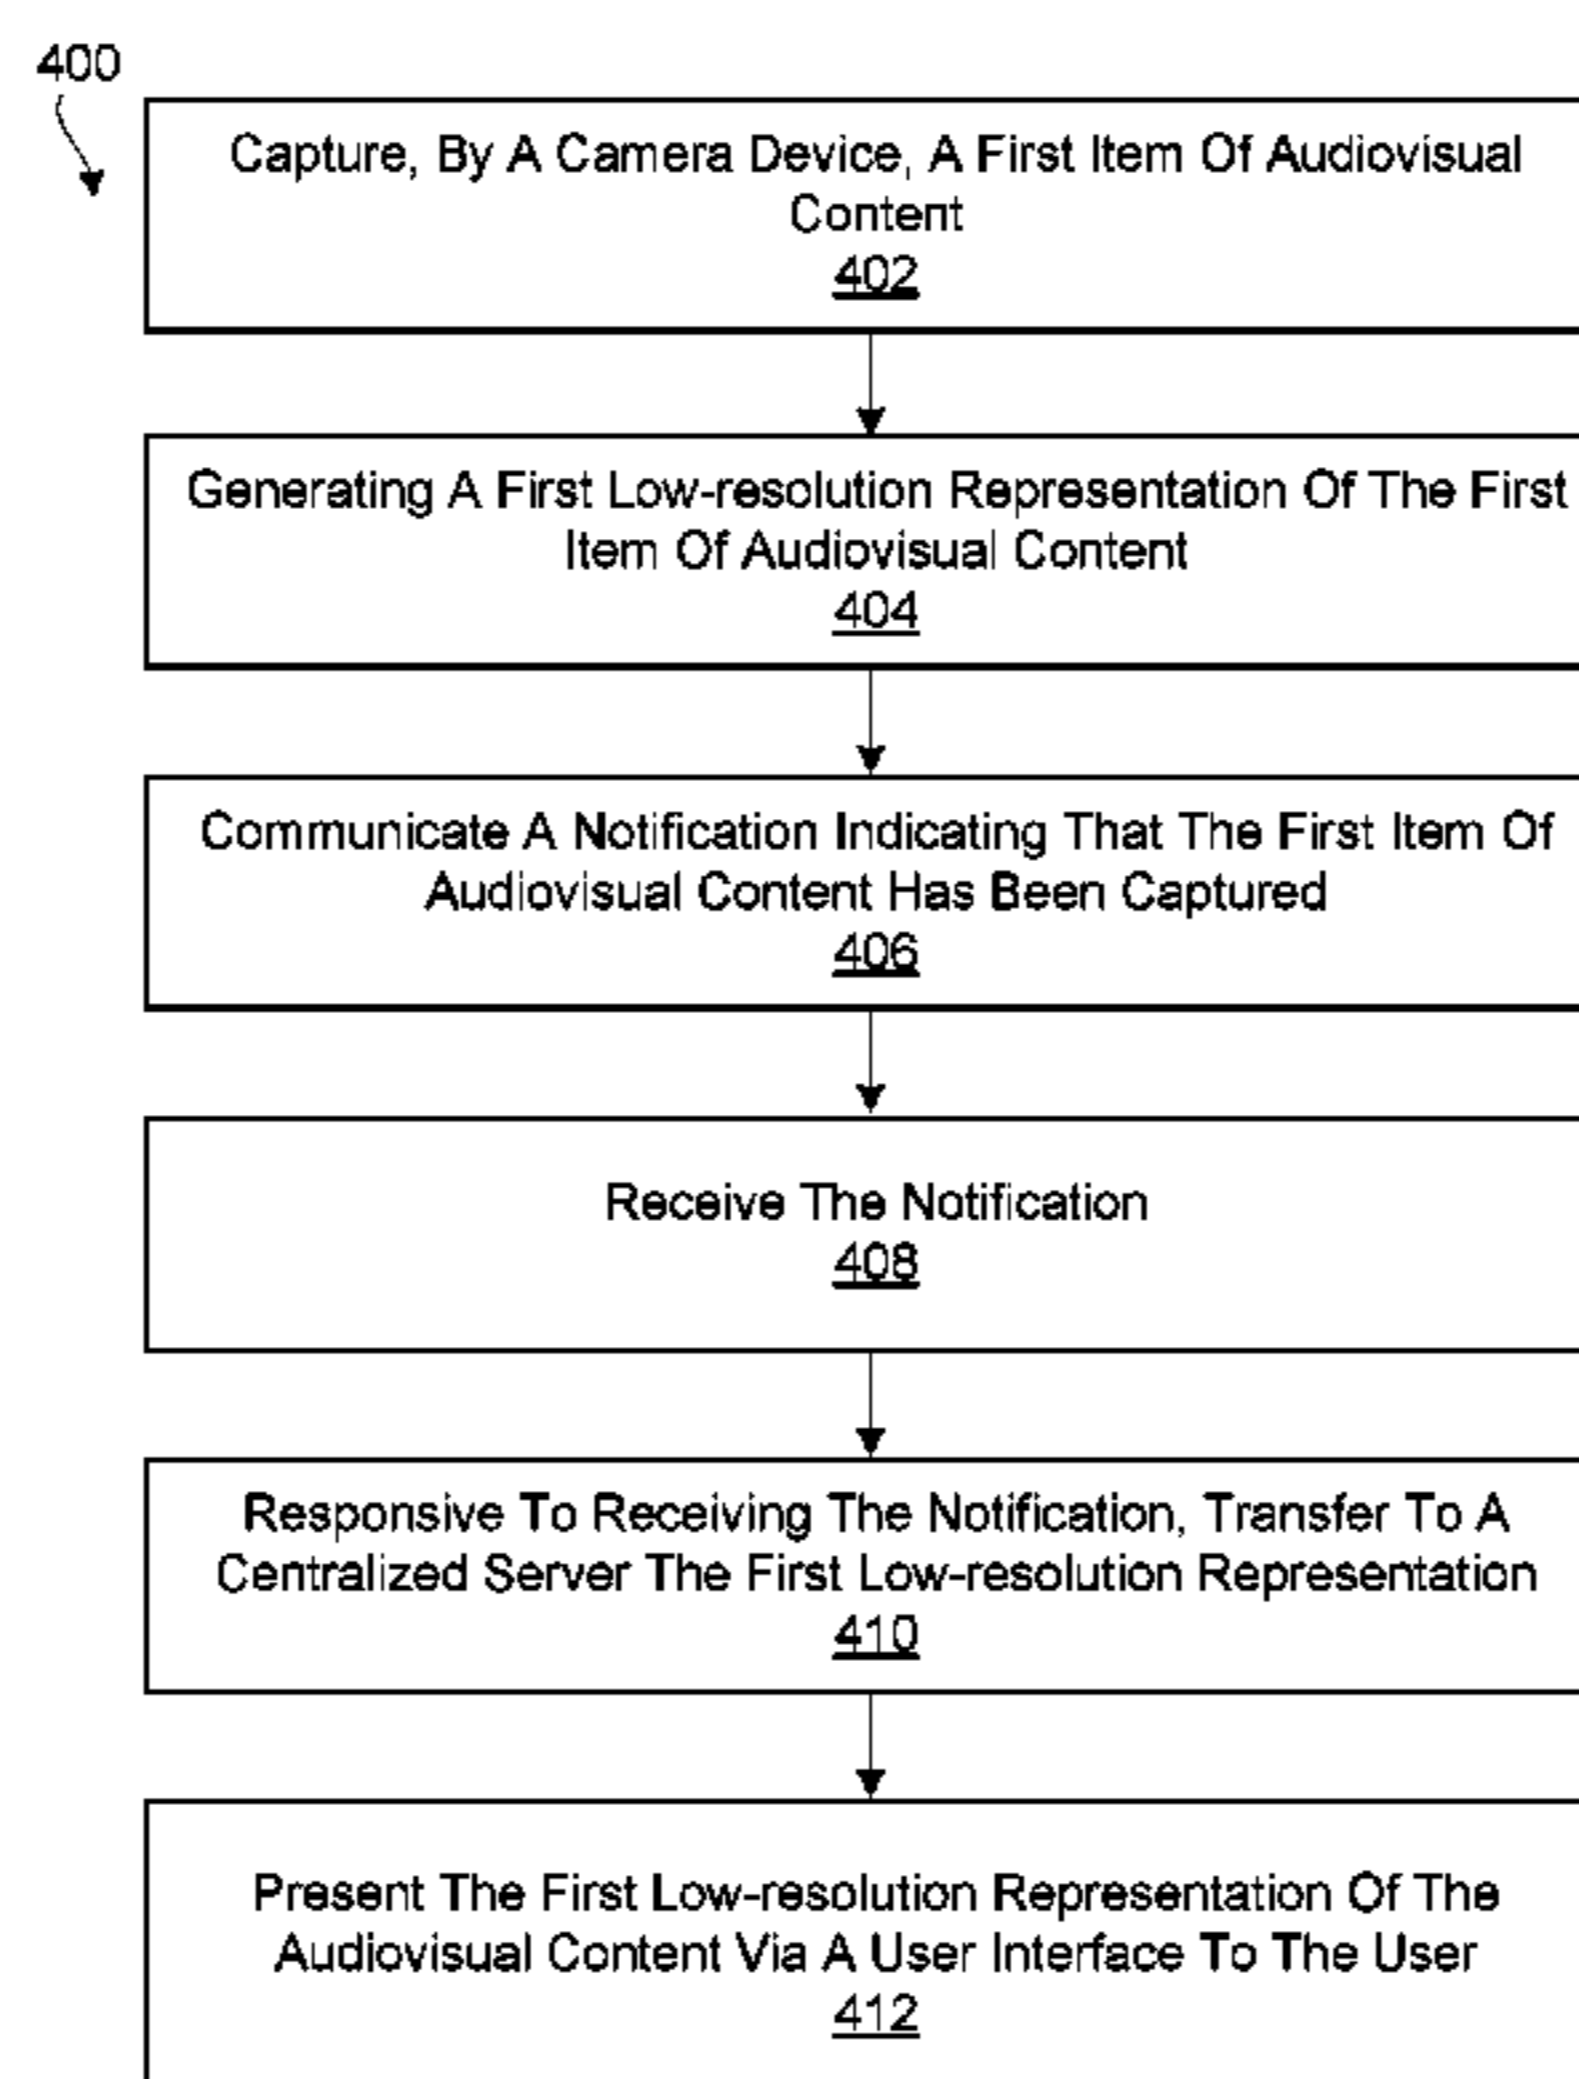 400
Capture, By A Camera Device, A First Item Of Audiovisual
Content
402
Generating A First Low-resolution Representation Of The First
Item Of Audiovisual Content
404
Communicate A Notification Indicating That The First Item Of
Audiovisual Content Has Been Captured
406
Receive The Notification
408
Responsive To Receiving The Notification, Transfer To A
Centralized Server The First Low-resolution Representation
410
Present The First Low-resolution Representation Of The
Audiovisual Content Via A User Interface To The User
412